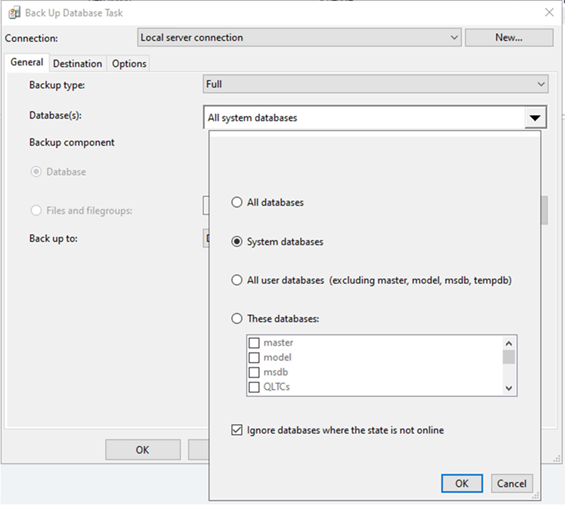 Back Up Database Task
Connection:
Local server connection
New...
General
Destination
Options
Backup type:
Full
Database(s):
All system databases
Backup component
Database
Files and filegroups:
Back up to:
All databases
System databases
All user databases (excluding master, model, msdb, tempdb)
These databases:
master
model
msdb
QLTCs
Ignore databases where the state is not online
OK
OK
Cancel